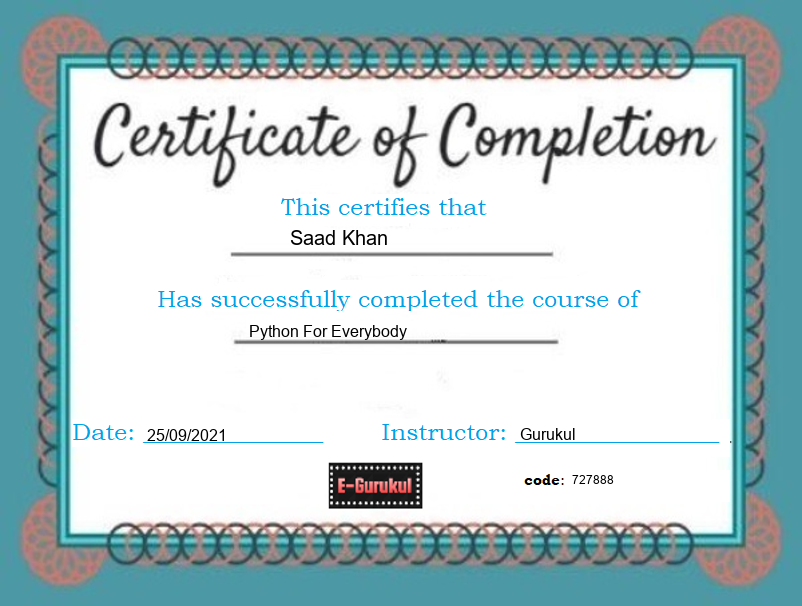 Certificate of Completion
This certifies that
Saad Khan
Has successfully completed the course of
Python For Everybody
Date: 25/09/2021 Instructor: Gurukul
E-Gurukul code: 727888